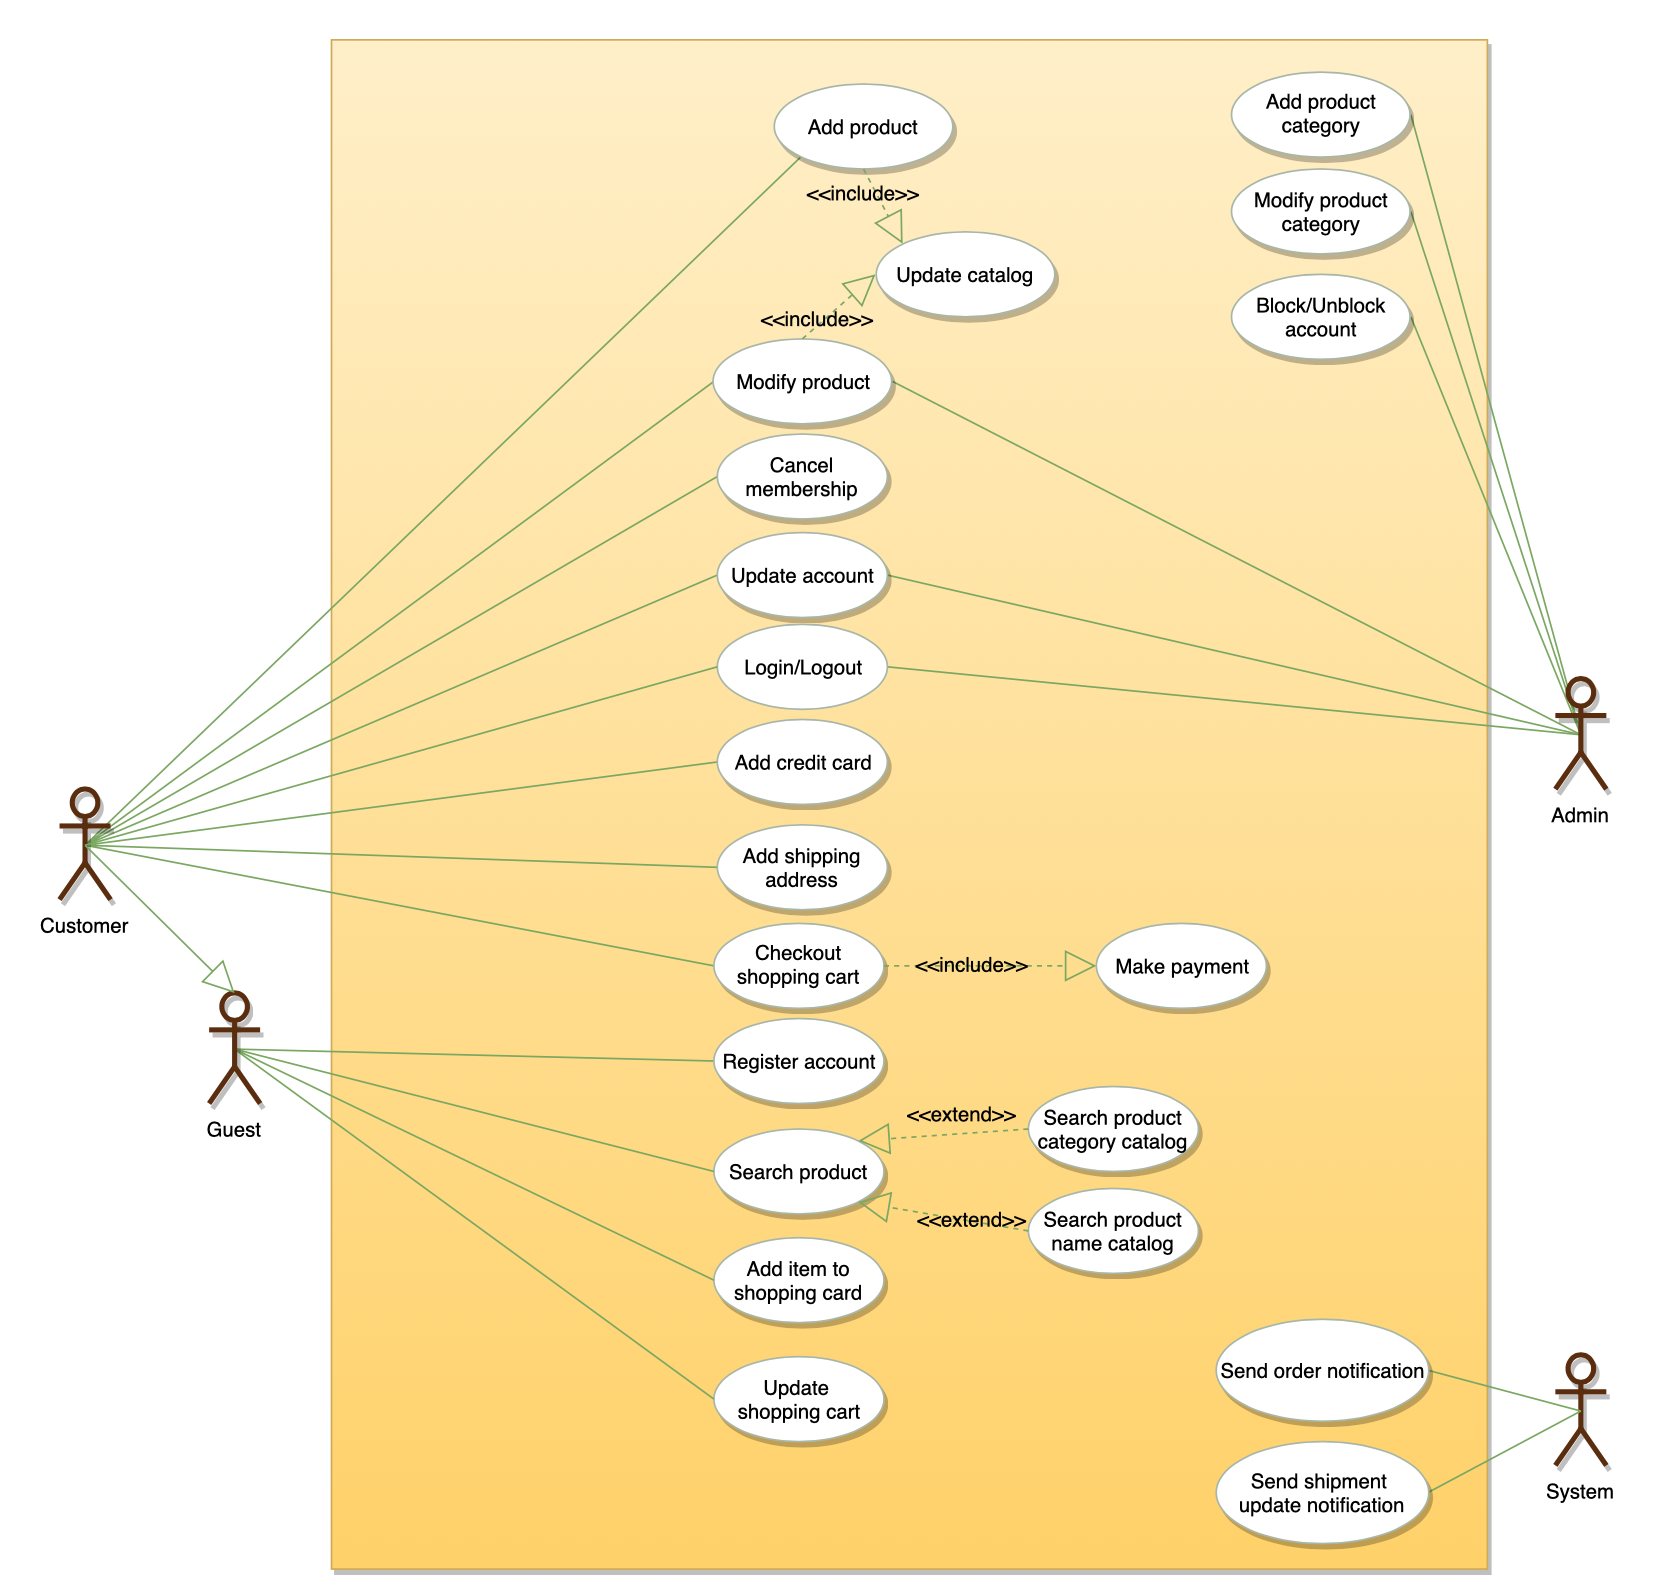 Add product
Add product
category
<<include>>
Modify product
category
Update catalog
Block/Unblock
account
<<include>>
Modify product
Cancel
membership
Update account
Login/Logout
Add credit card
Admin
Add shipping
address
Customer
Checkout
shopping cart
<<include>>
Make payment
Register account
Guest
<<extend>>
Search product
category catalog
Search product
<<extend>>
Search product
name catalog
Add item to
shopping card
Update
shopping cart
Send order notification
Send shipment
update notification
System